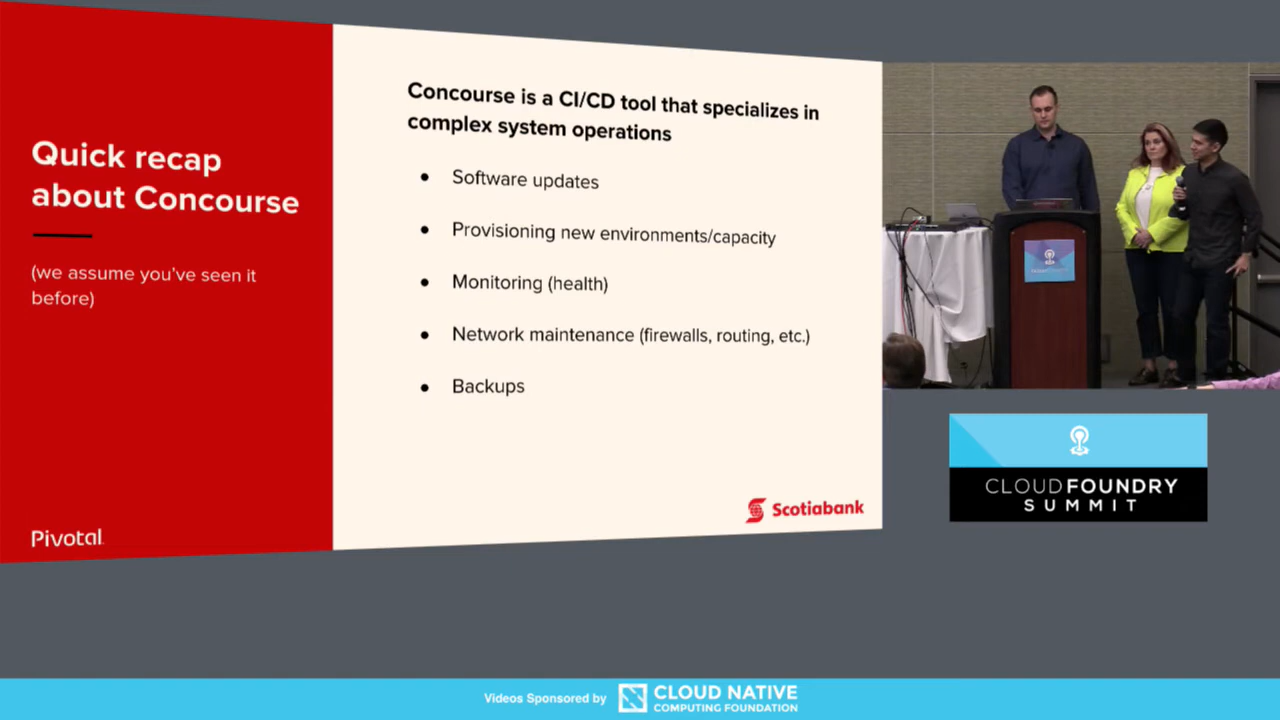 Quick recap
about Concourse
(we assume you've seen it
before)
Pivotal
Concourse is a CI/CD tool that specializes in
complex system operations
● Software updates
● Provisioning new environments/capacity
● Monitoring (health)
● Network maintenance (firewalls, routing, etc.)
● Backups
Scotiabank
CLOUD FOUNDRY
SUMMIT
Videos Sponsored by
CLOUD NATIVE
COMPUTING FOUNDATION